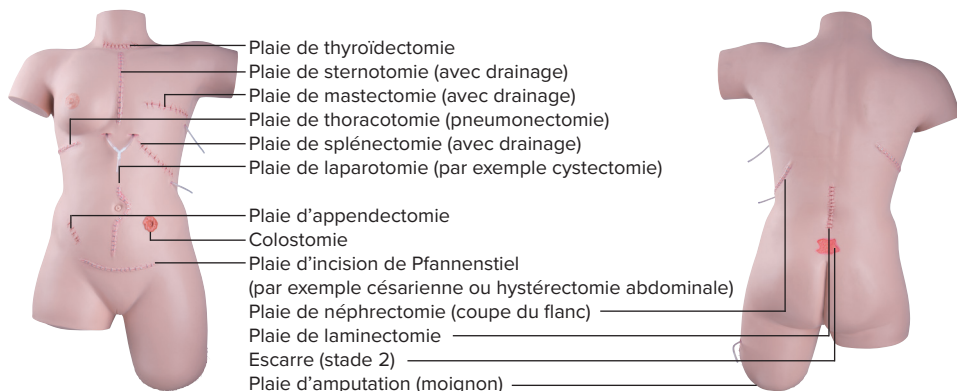 Plaie de thyroïdectomie
Plaie de sternotomie (avec drainage)
Plaie de mastectomie (avec drainage)
Plaie de thoracotomie (pneumonectomie)
Plaie de splénectomie (avec drainage)
Plaie de laparotomie (par exemple cystectomie)
Plaie d'appendectomie
Colostomie
Plaie d'incision de Pfannenstiel
(par exemple césarienne ou hystérectomie abdominale)
Plaie de néphrectomie (coupe du flanc)
Plaie de laminectomie
Escarre (stade 2)
Plaie d'amputation (moignon)